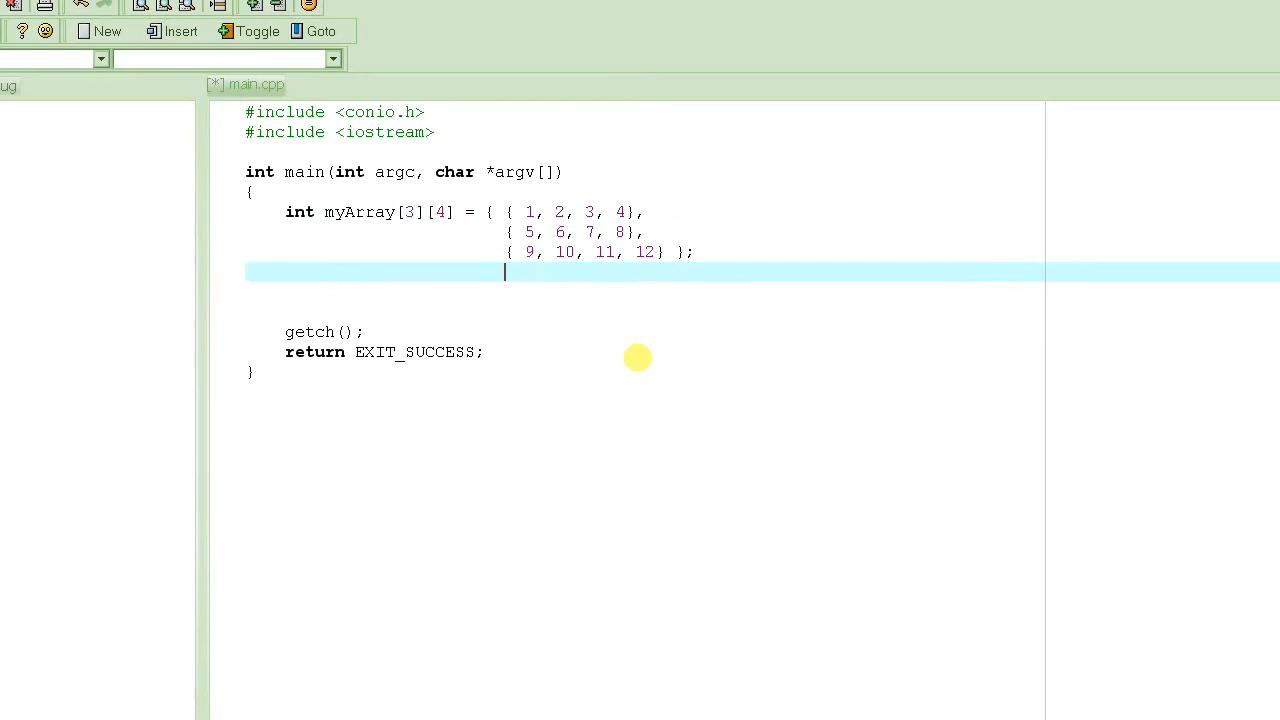 New Insert Toggle Goto
ug [*] main.cpp
#include <conio.h>
#include <iostream>
int main(int argc, char *argv[])
{
int myArray[3][4] = { { 1, 2, 3, 4},
{ 5, 6, 7, 8},
{ 9, 10, 11, 12} };
getch();
return EXIT_SUCCESS;
}